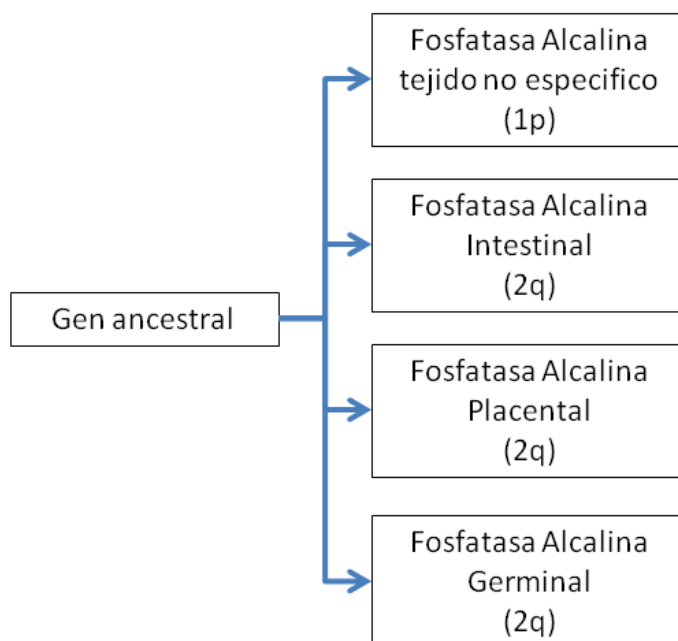 Fosfatasa Alcalina
tejido no especifico
(1p)
Fosfatasa Alcalina
Intestinal
(2q)
Gen ancestral
Fosfatasa Alcalina
Placental
(2q)
Fosfatasa Alcalina
Germinal
(2q)